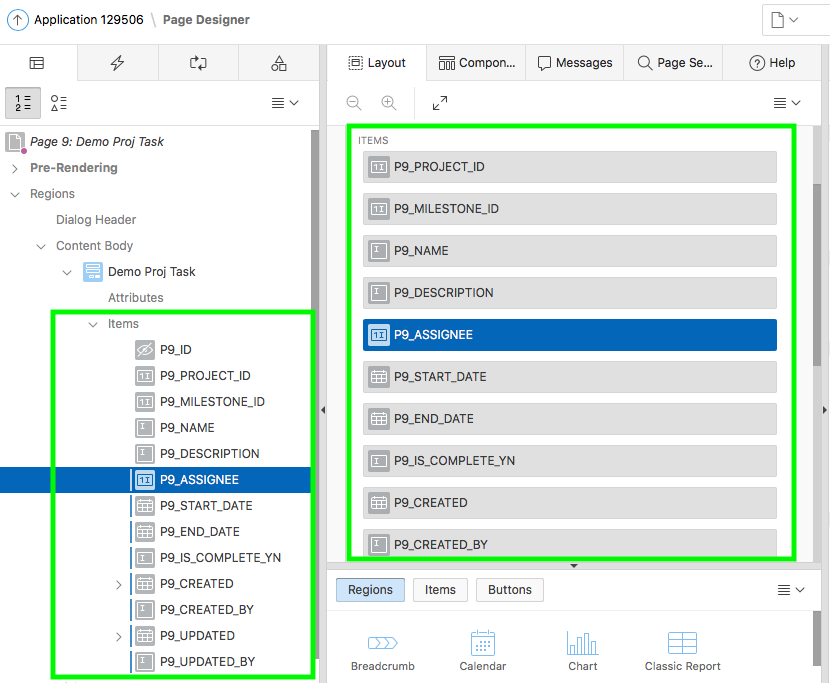 Application 129506 \ Page Designer
Layout
Compon...
Messages
Page Se...
Help
Page 9: Demo Proj Task
Pre-Rendering
Regions
Dialog Header
Content Body
Demo Proj Task
Attributes
Items
P9_ID
P9_PROJECT_ID
P9_MILESTONE_ID
P9_NAME
P9_DESCRIPTION
P9_ASSIGNEE
P9_START_DATE
P9_END_DATE
P9_IS_COMPLETE_YN
P9_CREATED
P9_CREATED_BY
P9_UPDATED
P9_UPDATED_BY
ITEMS
P9_PROJECT_ID
P9_MILESTONE_ID
P9_NAME
P9_DESCRIPTION
P9_ASSIGNEE
P9_START_DATE
P9_END_DATE
P9_IS_COMPLETE_YN
P9_CREATED
P9_CREATED_BY
Regions
Items
Buttons
Breadcrumb
Calendar
Chart
Classic Report